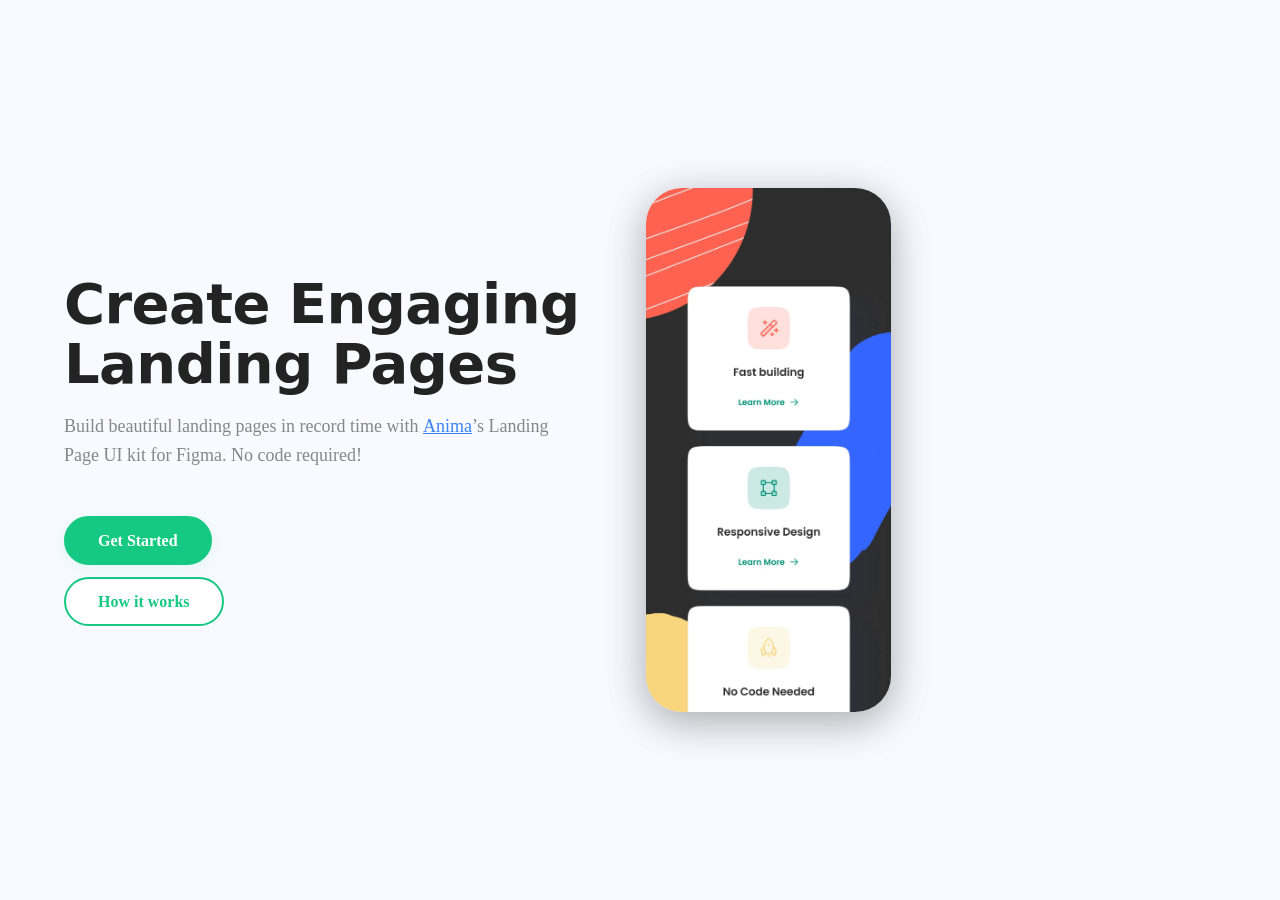 Create Engaging
Landing Pages
Build beautiful landing pages in record time with Anima’s Landing
Page UI kit for Figma. No code required!
Get Started
How it works
Fast building
Learn More
Responsive Design
Learn More
No Code Needed